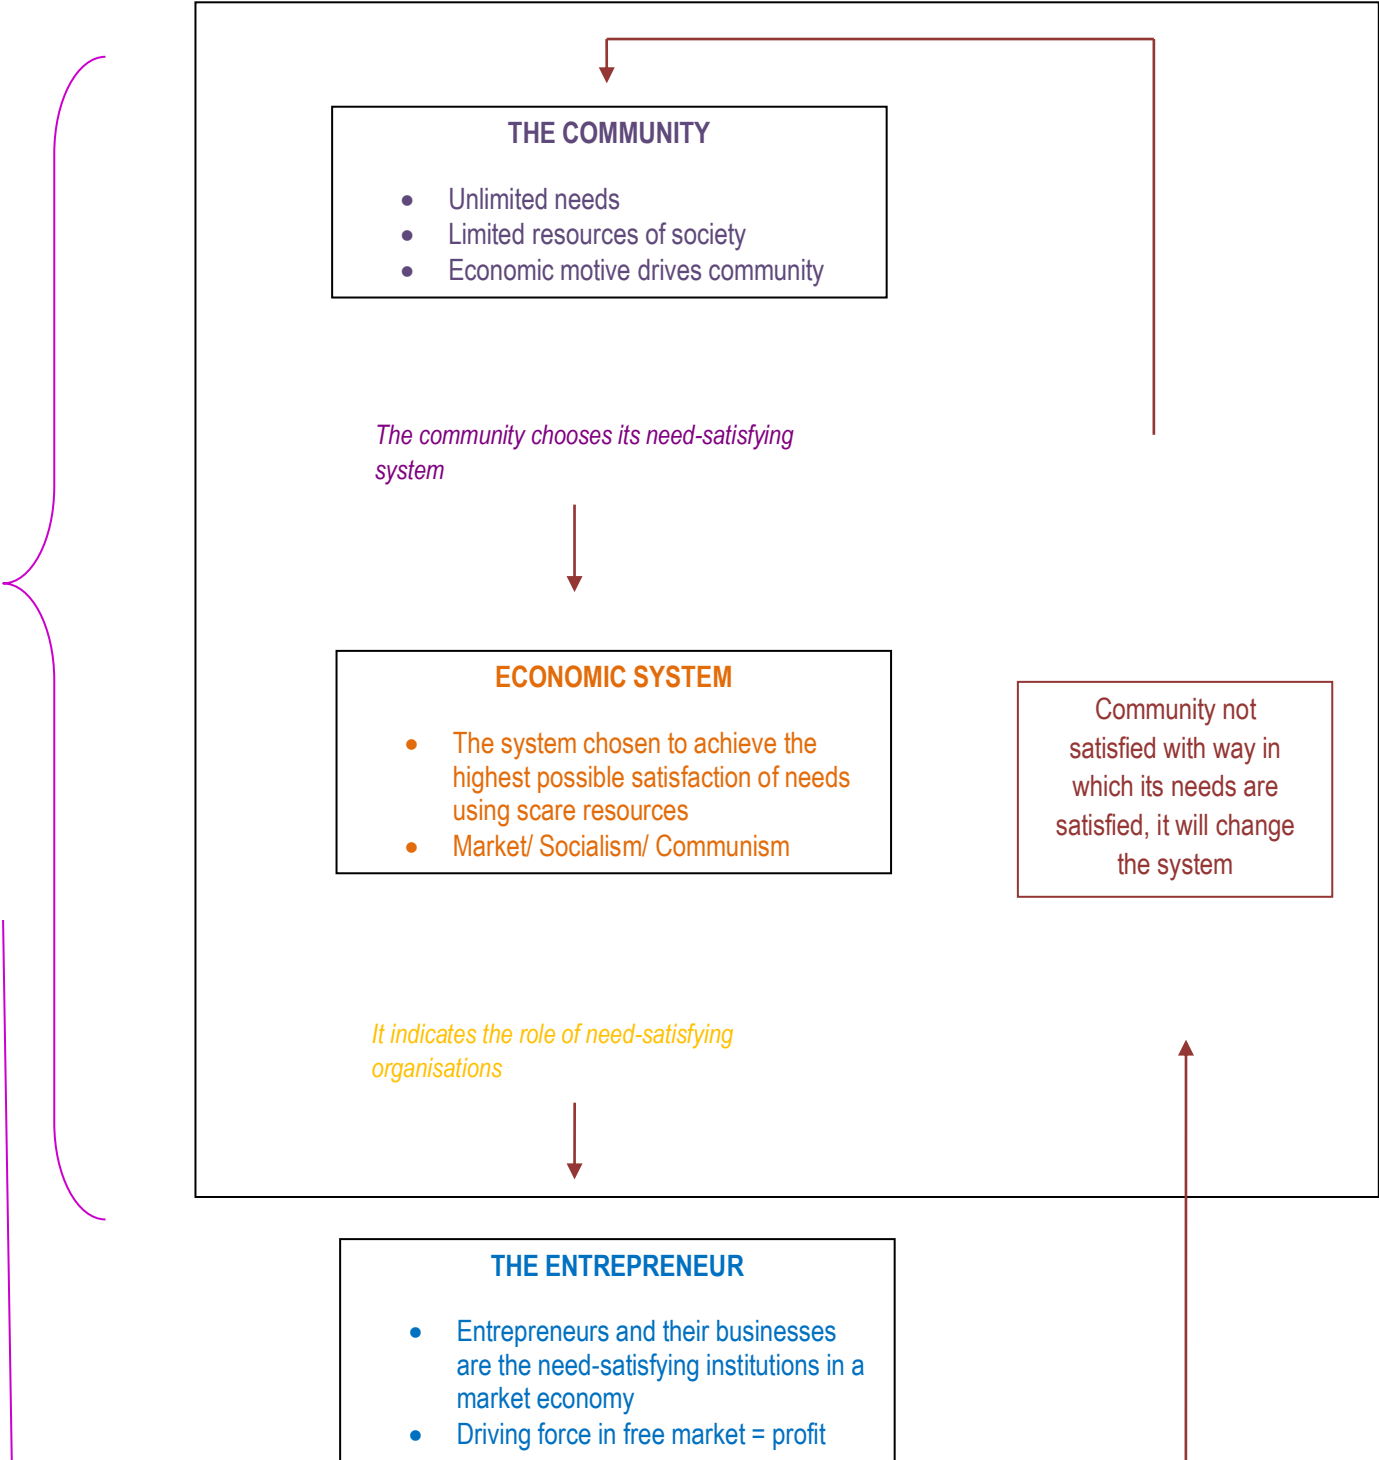 THE COMMUNITY
● Unlimited needs
● Limited resources of society
● Economic motive drives community
The community chooses its need-satisfying
system
ECONOMIC SYSTEM
● The system chosen to achieve the
highest possible satisfaction of needs
using scare resources
● Market/ Socialism/ Communism
Community not
satisfied with way in
which its needs are
satisfied, it will change
the system
It indicates the role of need-satisfying
organisations
THE ENTREPRENEUR
● Entrepreneurs and their businesses
are the need-satisfying institutions in a
market economy
● Driving force in free market = profit